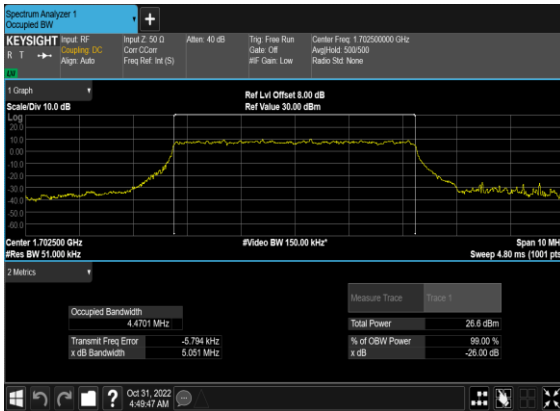 Spectrum Analyzer 1
Occupied BW
+
KEYSIGHT
R T
LXI
Input: RF
Coupling: DC
Align: Auto
Input Z: 50 Ω
Corr CCorr
Freq Ref: Int (S)
Atten: 40 dB
Trig: Free Run
Gate: Off
#IF Gain: Low
Center Freq: 1.702500000 GHz
Avg|Hold: 500/500
Radio Std: None
1 Graph
Scale/Div 10.0 dB
Ref Lvl Offset 8.00 dB
Ref Value 30.00 dBm
Log
20.0
10.0
0.00
-10.0
-20.0
-30.0
-40.0
-50.0
-60.0
Center 1.702500 GHz
#Res BW 51.000 kHz
#Video BW 150.00 kHz*
Span 10 MH
Sweep 4.80 ms (1001 pts
2 Metrics
Measure Trace
Trace 1
Occupied Bandwidth
4.4701 MHz
Total Power
26.6 dBm
Transmit Freq Error
-5.794 kHz
% of OBW Power
99.00 %
x dB Bandwidth
5.051 MHz
x dB
-26.00 dB
?
Oct 31, 2022
4:49:47 AM